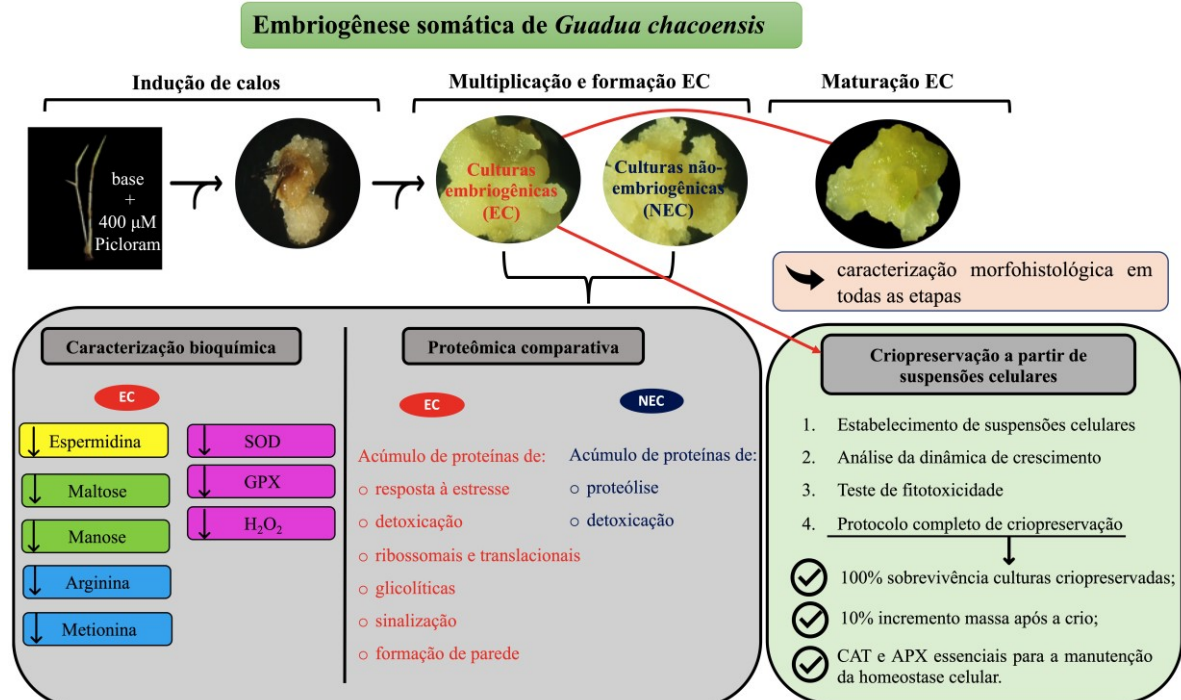 Embriogênese somática de Guadua chacoensis
Indução de calos
Multiplicação e formação EC
Maturação EC
base
+
400 µM
Picloram
Culturas
embriogênicas
(EC)
Culturas não-
embriogênicas
(NEC)
caracterização morfohistológica em
todas as etapas
Caracterização bioquímica
EC
Espermidina
Maltose
Manose
Arginina
Metionina
SOD
GPX
H₂O₂
Proteômica comparativa
EC
Acúmulo de proteínas de:
o resposta à estresse
o detoxicação
o ribossomais e translacionais
o glicolíticas
o sinalização
o formação de parede
NEC
Acúmulo de proteínas de:
o proteólise
o detoxicação
Criopreservação a partir de
suspensões celulares
1. Estabelecimento de suspensões celulares
2. Análise da dinâmica de crescimento
3. Teste de fitotoxicidade
4. Protocolo completo de criopreservação
100% sobrevivência culturas criopreservadas;
10% incremento massa após a crio;
CAT e APX essenciais para a manutenção
da homeostase celular.